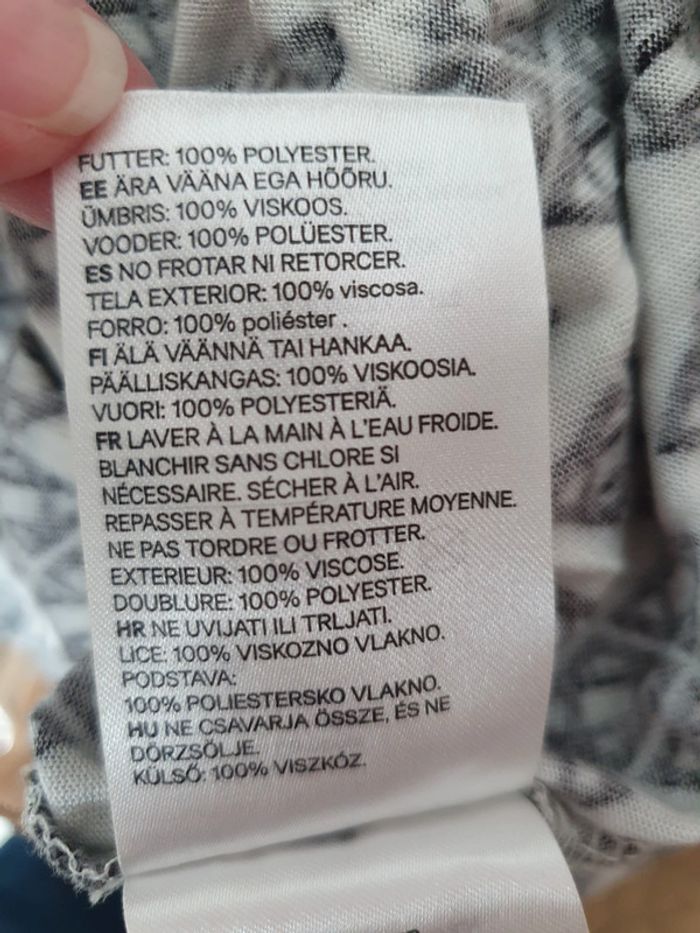 FUTTER: 100% POLYESTER.
EE ÄRA VÄÄNA EGA HÕÕRU.
ÜMBRIS: 100% VISKOOS.
VOODER: 100% POLÜESTER.
ES NO FROTAR NI RETORCER.
TELA EXTERIOR: 100% viscosa.
FORRO: 100% poliéster .
FI ÄLÄ VÄÄNNÄ TAI HANKAA.
PÄÄLLISKANGAS: 100% VISKOOSIA.
VUORI: 100% POLYESTERIÄ.
FR LAVER À LA MAIN À L'EAU FROIDE.
BLANCHIR SANS CHLORE SI
NÉCESSAIRE. SÉCHER À L'AIR.
REPASSER À TEMPÉRATURE MOYENNE.
NE PAS TORDRE OU FROTTER.
EXTERIEUR: 100% VISCOSE.
DOUBLURE: 100% POLYESTER.
HR NE UVIJATI ILI TRLJATI.
LICE: 100% VISKOZNO VLAKNO.
PODSTAVA:
100% POLIESTERSKO VLAKNO.
HU NE CSAVARJA ÖSSZE, ÉS NE
DÖRZSÖLJE.
KÜLSŐ: 100% VISZKÓZ.